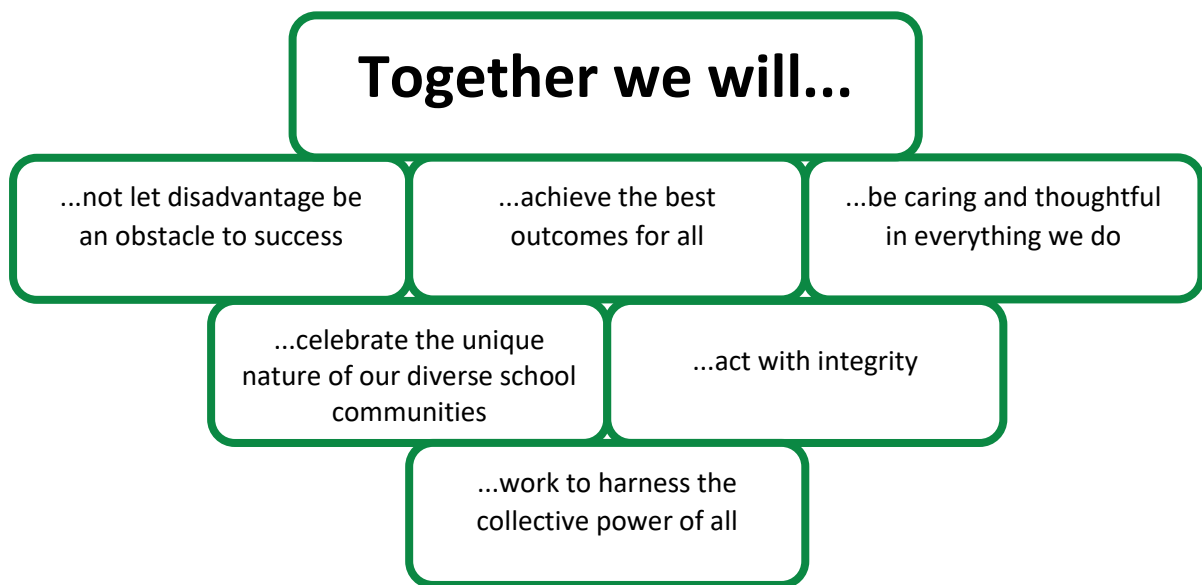 Together we will...
...not let disadvantage be
an obstacle to success
...achieve the best
outcomes for all
...be caring and thoughtful
in everything we do
...celebrate the unique
nature of our diverse school
communities
...act with integrity
...work to harness the
collective power of all